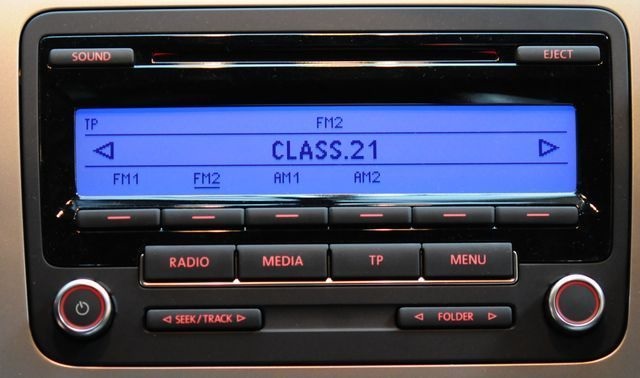 SOUND
EJECT
TP FM2
CLASS.21
FM1 FM2 AM1 AM2
RADIO MEDIA TP MENU
SEEK/TRACK
FOLDER